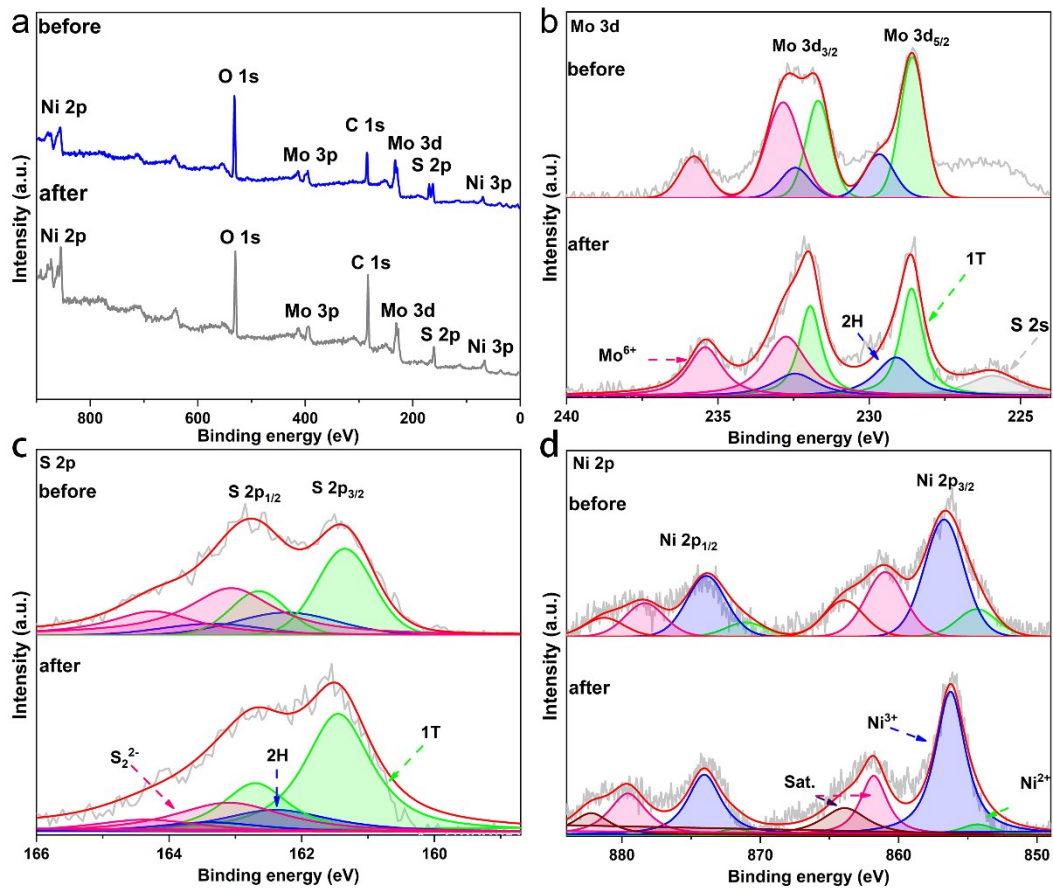 a
before
Ni 2p
O 1s
Mo 3p
C 1s
Mo 3d
S 2p
Ni 3p
after
Ni 2p
O 1s
Mo 3p
C 1s
Mo 3d
S 2p
Ni 3p
Intensity (a.u.)
800 600 400 200 0
Binding energy (eV)
b
Mo 3d
before
Mo 3d3/2
Mo 3d5/2
after
1T
2H
S 2s
Mo6+
Intensity (a.u.)
240 235 230 225
Binding energy (eV)
c
S 2p
before
S 2p1/2
S 2p3/2
after
S22-
2H
1T
Intensity (a.u.)
166 164 162 160
Binding energy (eV)
d
Ni 2p
before
Ni 2p3/2
Ni 2p1/2
after
Ni3+
Sat.
Ni2+
Intensity (a.u.)
880 870 860 850
Binding energy (eV)